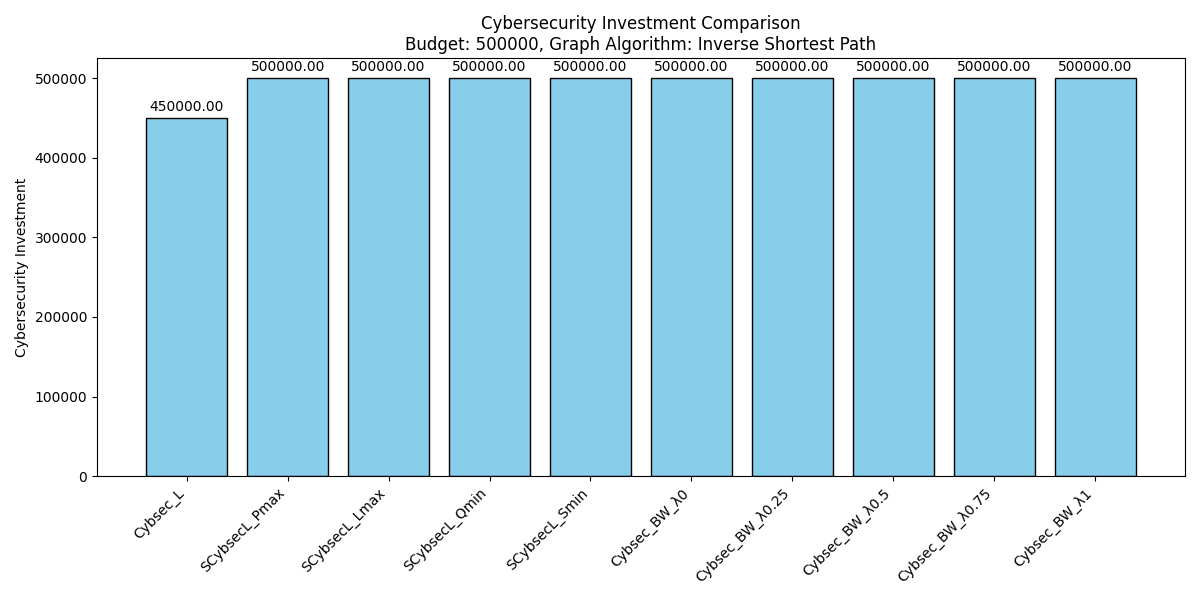 Cybersecurity Investment Comparison
Budget: 500000, Graph Algorithm: Inverse Shortest Path
Cybersecurity Investment
500000
400000
300000
200000
100000
0
450000.00
500000.00
500000.00
500000.00
500000.00
500000.00
500000.00
500000.00
500000.00
500000.00
Cybsec_L
SCybsecL_Pmax
SCybsecL_Lmax
SCybsecL_Qmin
SCybsecL_Smin
Cybsec_BW_λ0
Cybsec_BW_λ0.25
Cybsec_BW_λ0.5
Cybsec_BW_λ0.75
Cybsec_BW_λ1